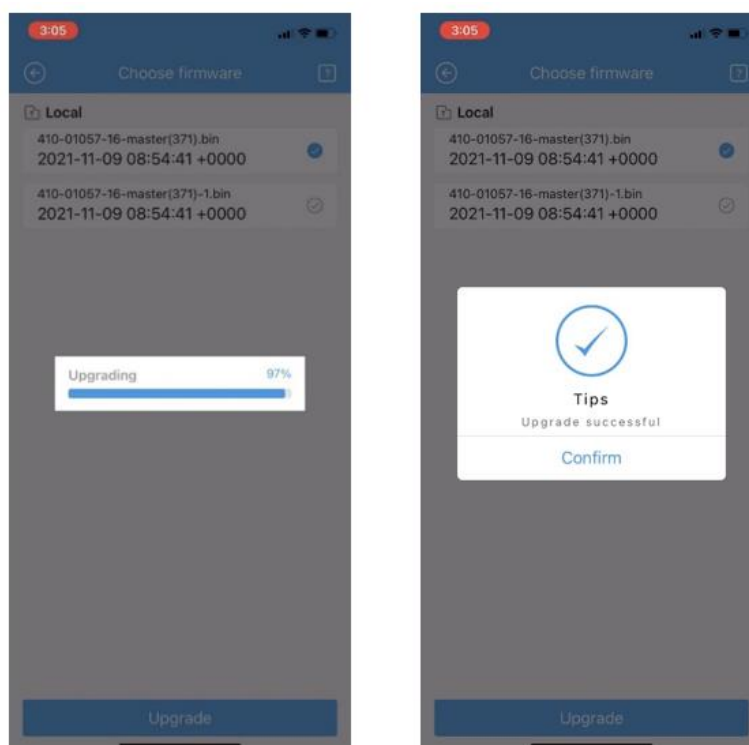 3:05
Choose firmware
Local
410-01057-16-master(371).bin
2021-11-09 08:54:41 +0000
410-01057-16-master(371)-1.bin
2021-11-09 08:54:41 +0000
Upgrading 97%
Upgrade
3:05
Choose firmware
Local
410-01057-16-master(371).bin
2021-11-09 08:54:41 +0000
410-01057-16-master(371)-1.bin
2021-11-09 08:54:41 +0000
Tips
Upgrade successful
Confirm
Upgrade